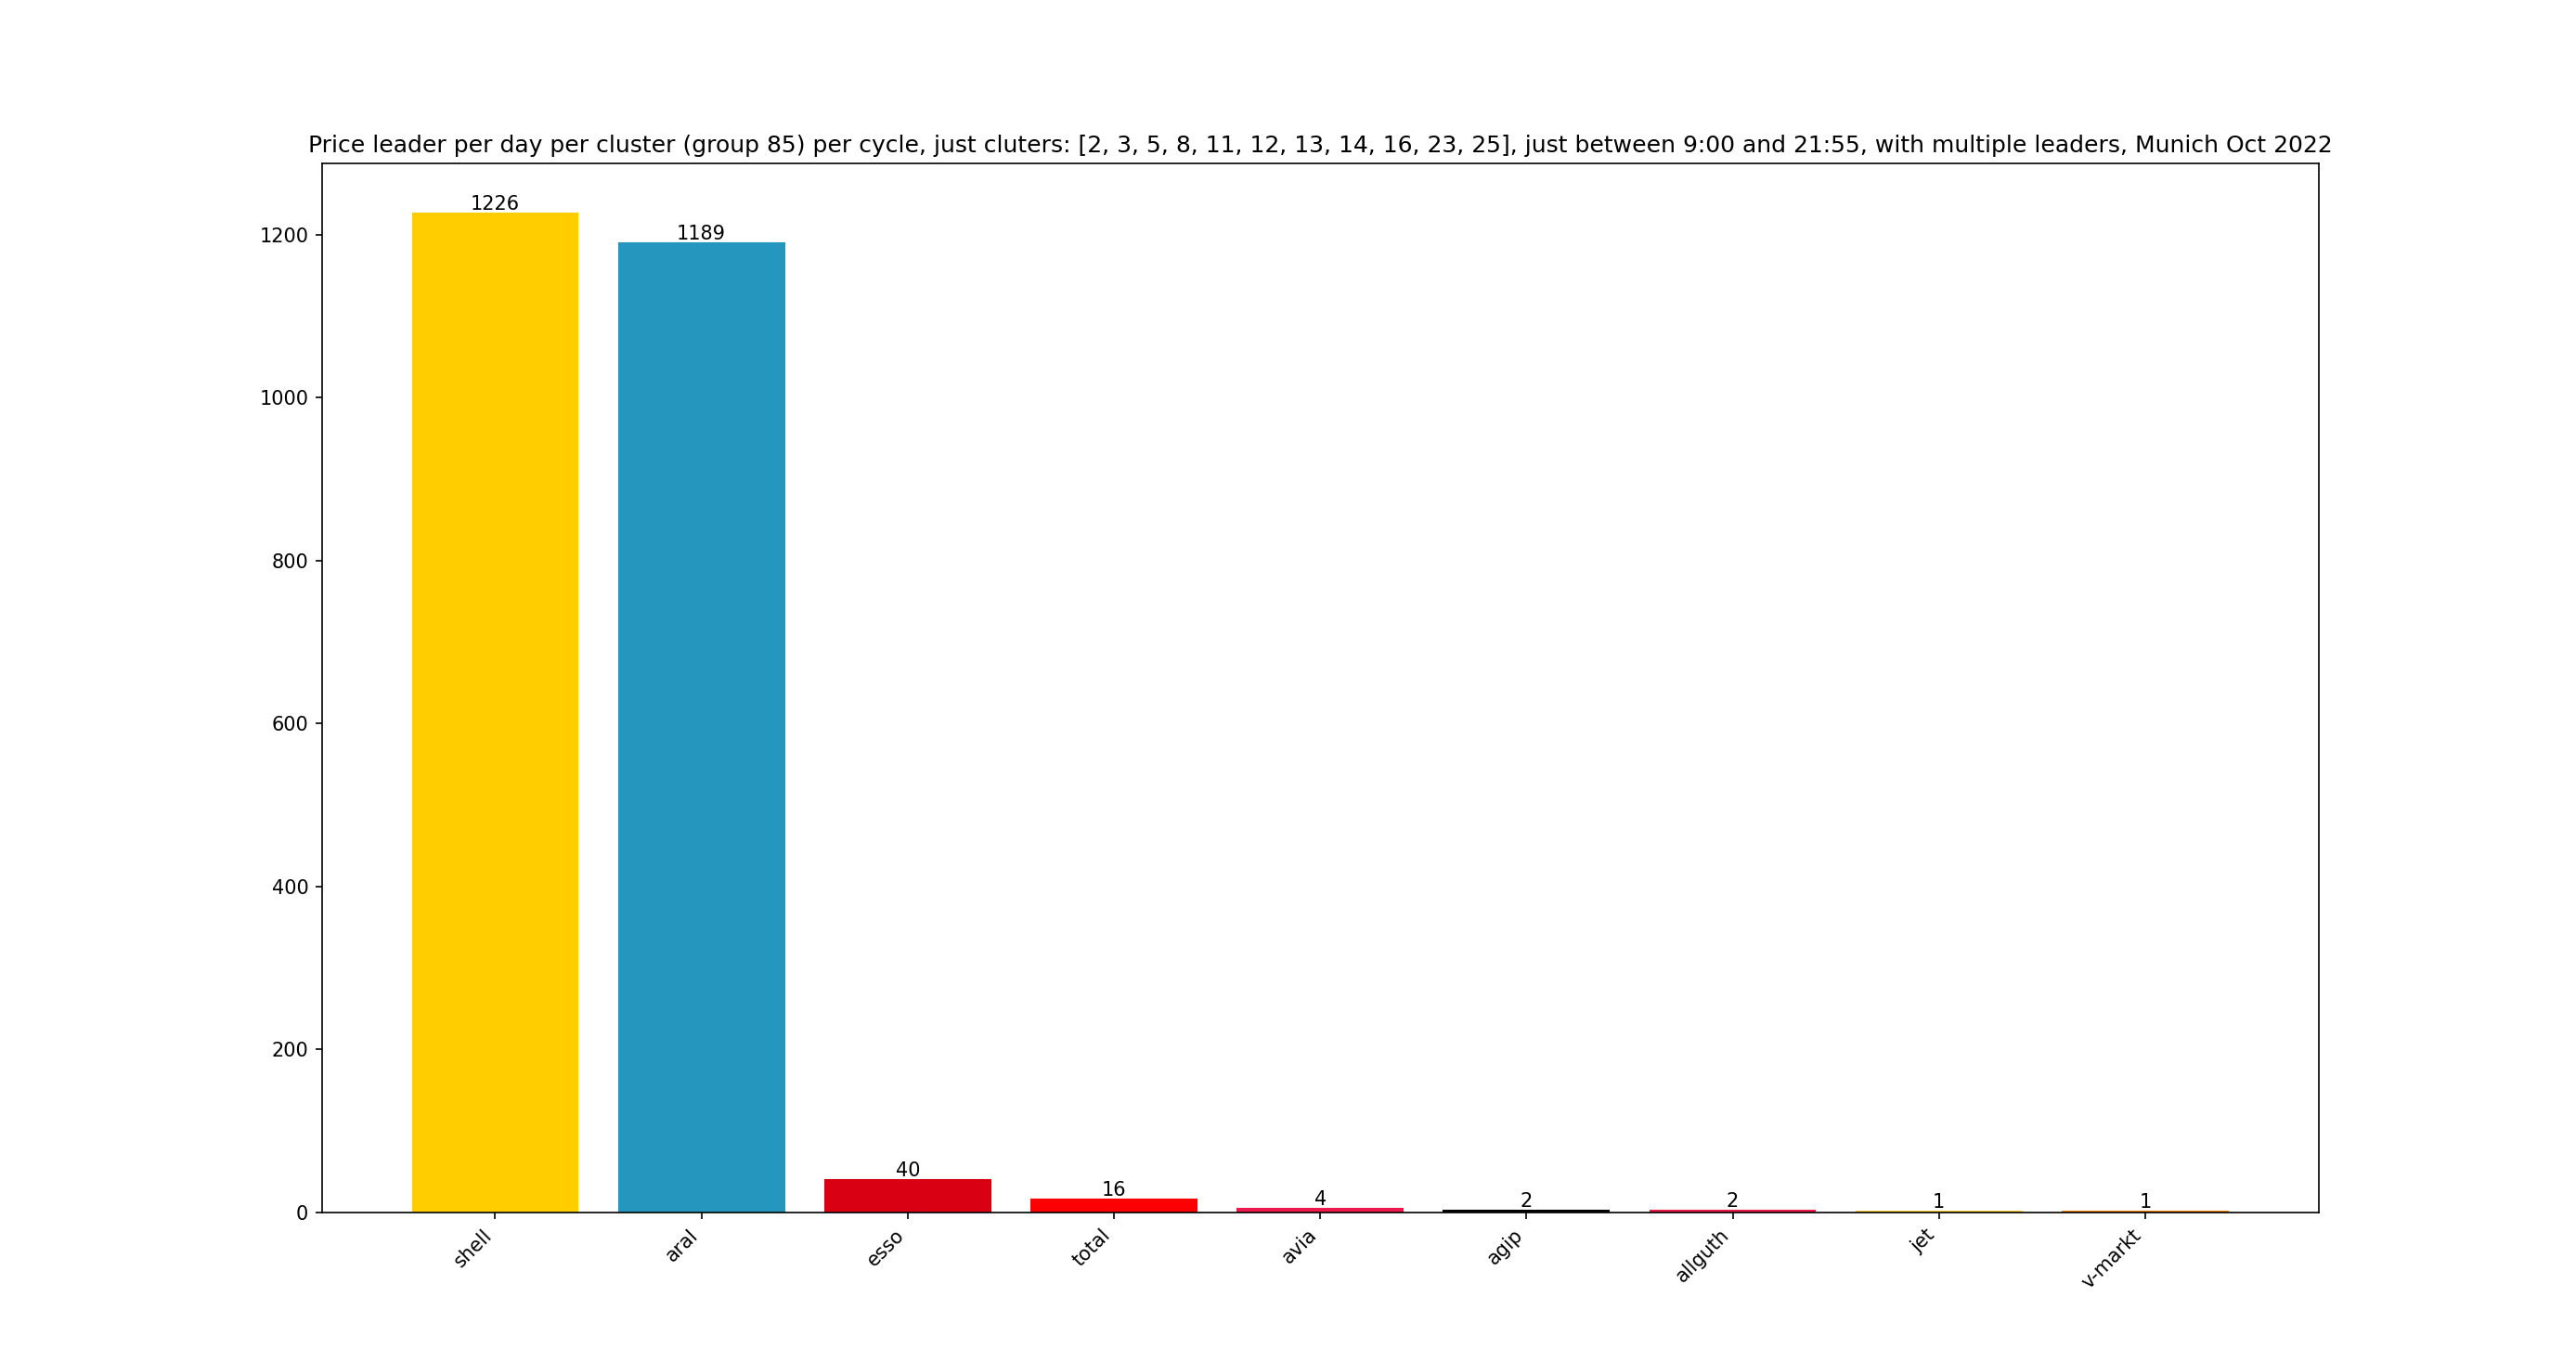 Price leader per day per cluster (group 85) per cycle, just cluters: [2, 3, 5, 8, 11, 12, 13, 14, 16, 23, 25], just between 9:00 and 21:55, with multiple leaders, Munich Oct 2022
1226
1189
40
16
4
2
2
1
1
1200
1000
800
600
400
200
0
shell
aral
esso
total
avia
agip
allguth
jet
v-markt